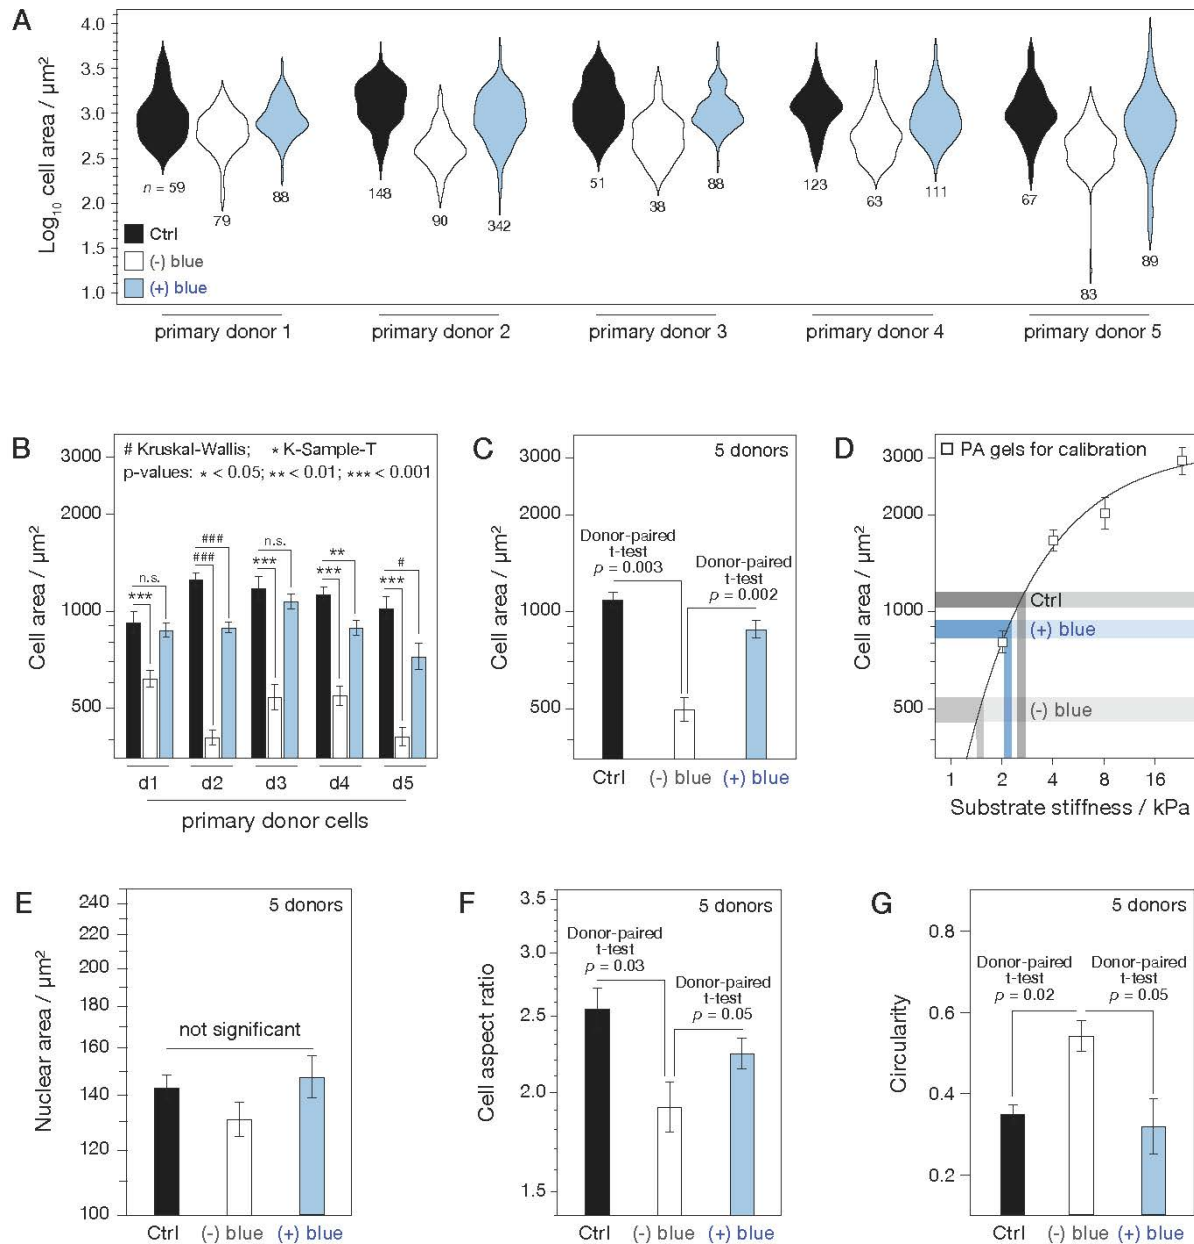 A
Log10 cell area / µm²
4.0
3.5
3.0
2.5
2.0
1.5
1.0
n = 59
79
88
148
90
342
51
38
88
123
63
111
67
83
89
Ctrl
(-) blue
(+) blue
primary donor 1
primary donor 2
primary donor 3
primary donor 4
primary donor 5
B
# Kruskal-Wallis; * K-Sample-T
p-values: * < 0.05; ** < 0.01; *** < 0.001
Cell area / µm²
3000
2000
1000
500
n.s.
***
###
###
n.s.
***
**
***
#
***
d1
d2
d3
d4
d5
primary donor cells
C
5 donors
Cell area / µm²
3000
2000
1000
500
Donor-paired
t-test
p = 0.003
Donor-paired
t-test
p = 0.002
Ctrl
(-) blue
(+) blue
D
PA gels for calibration
Cell area / µm²
3000
2000
1000
500
Ctrl
(+) blue
(-) blue
1
2
4
8
16
Substrate stiffness / kPa
E
5 donors
Nuclear area / µm²
240
220
200
180
160
140
120
100
not significant
Ctrl
(-) blue
(+) blue
F
5 donors
Cell aspect ratio
3.5
3.0
2.5
2.0
1.5
Donor-paired
t-test
p = 0.03
Donor-paired
t-test
p = 0.05
Ctrl
(-) blue
(+) blue
G
5 donors
Circularity
0.8
0.6
0.4
0.2
Donor-paired
t-test
p = 0.02
Donor-paired
t-test
p = 0.05
Ctrl
(-) blue
(+) blue